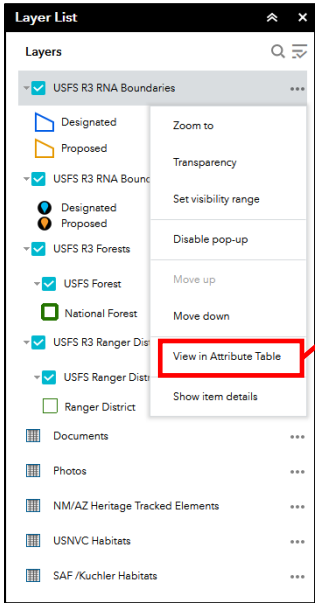 Layer List
Layers
USFS R3 RNA Boundaries
Designated
Proposed
USFS R3 RNA Bound
Designated
Proposed
USFS R3 Forests
USFS Forest
National Forest
USFS R3 Ranger Dis
USFS Ranger Distr
Ranger District
Documents
Photos
NM/AZ Heritage Tracked Elements
USNVC Habitats
SAF /Kuchler Habitats
Zoom to
Transparency
Set visibility range
Disable pop-up
Move up
Move down
View in Attribute Table
Show item details